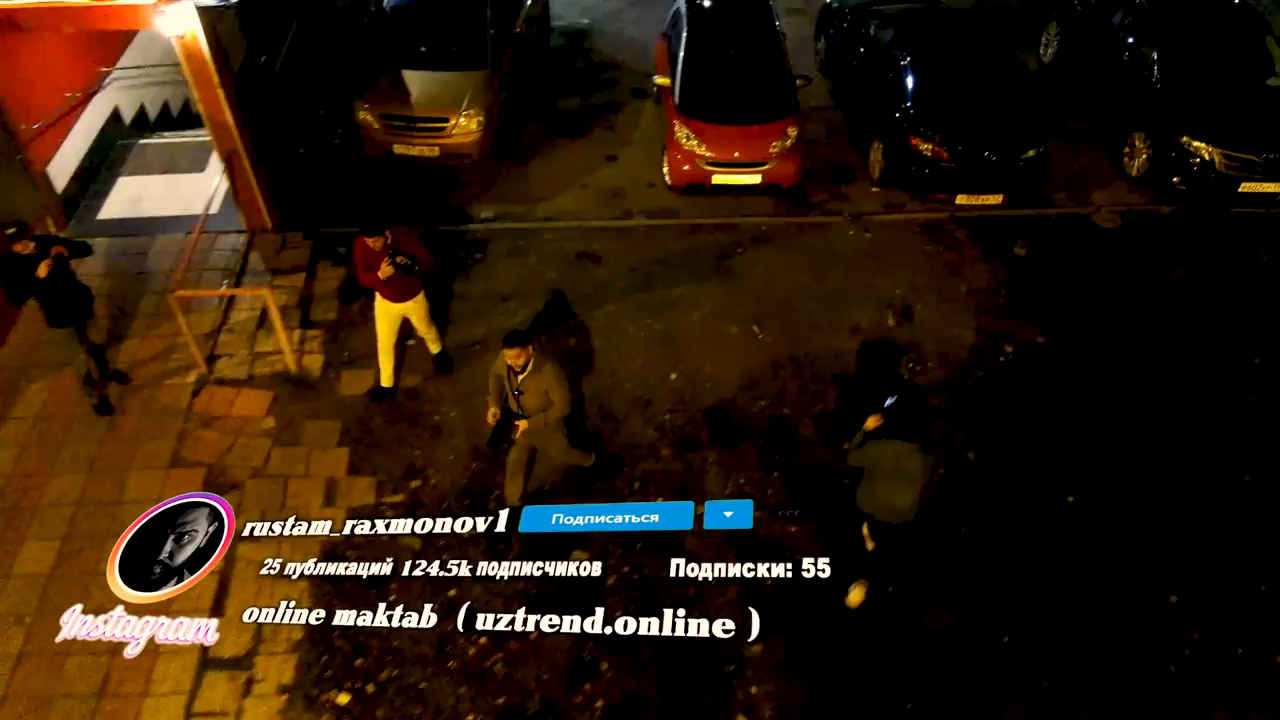 rustam_raxmonov1 Подписаться
25 публикаций 124.5k подписчиков Подписки: 55
Instagram
online maktab ( uztrend.online )